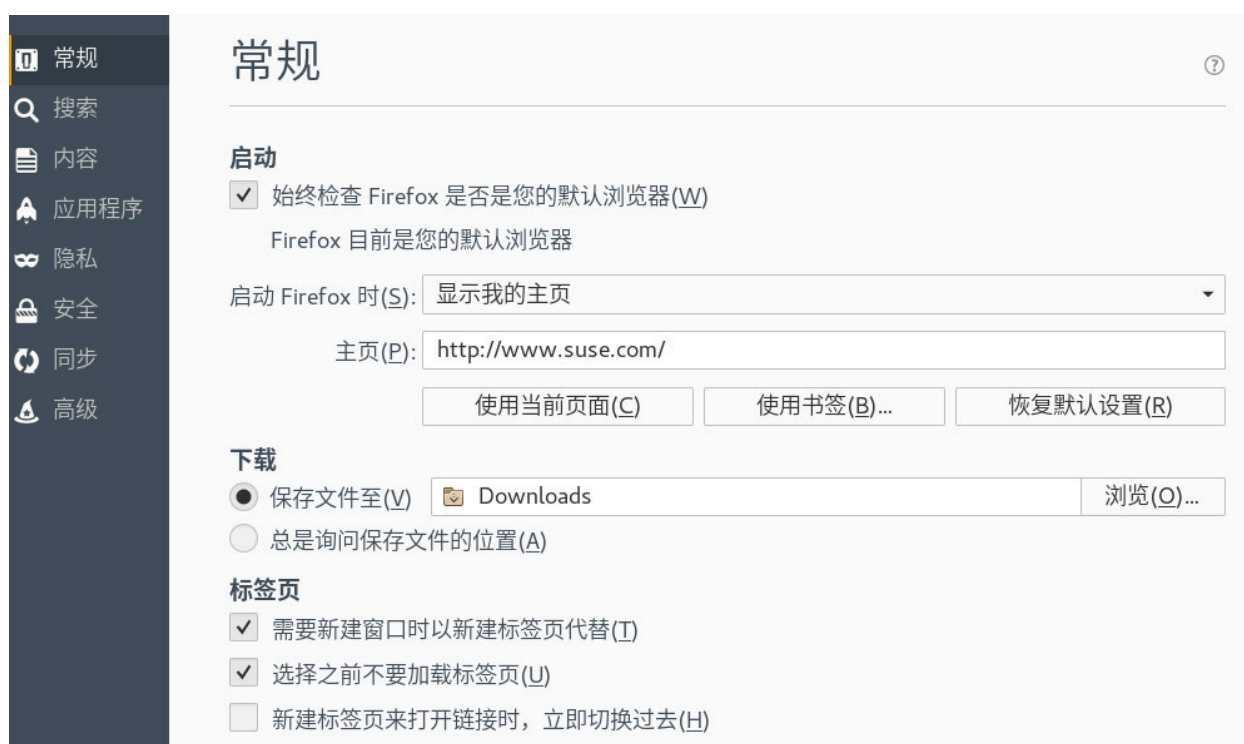 常规
搜索
内容
应用程序
隐私
安全
同步
高级
常规
?
启动
始终检查 Firefox 是否是您的默认浏览器(W)
Firefox 目前是您的默认浏览器
启动 Firefox 时(S): 显示我的主页
主页(P): http://www.suse.com/
使用当前页面(C) 使用书签(B)... 恢复默认设置(R)
下载
保存文件至(V) Downloads 浏览(O)...
总是询问保存文件的位置(A)
标签页
需要新建窗口时以新建标签页代替(T)
选择之前不要加载标签页(U)
新建标签页来打开链接时，立即切换过去(H)